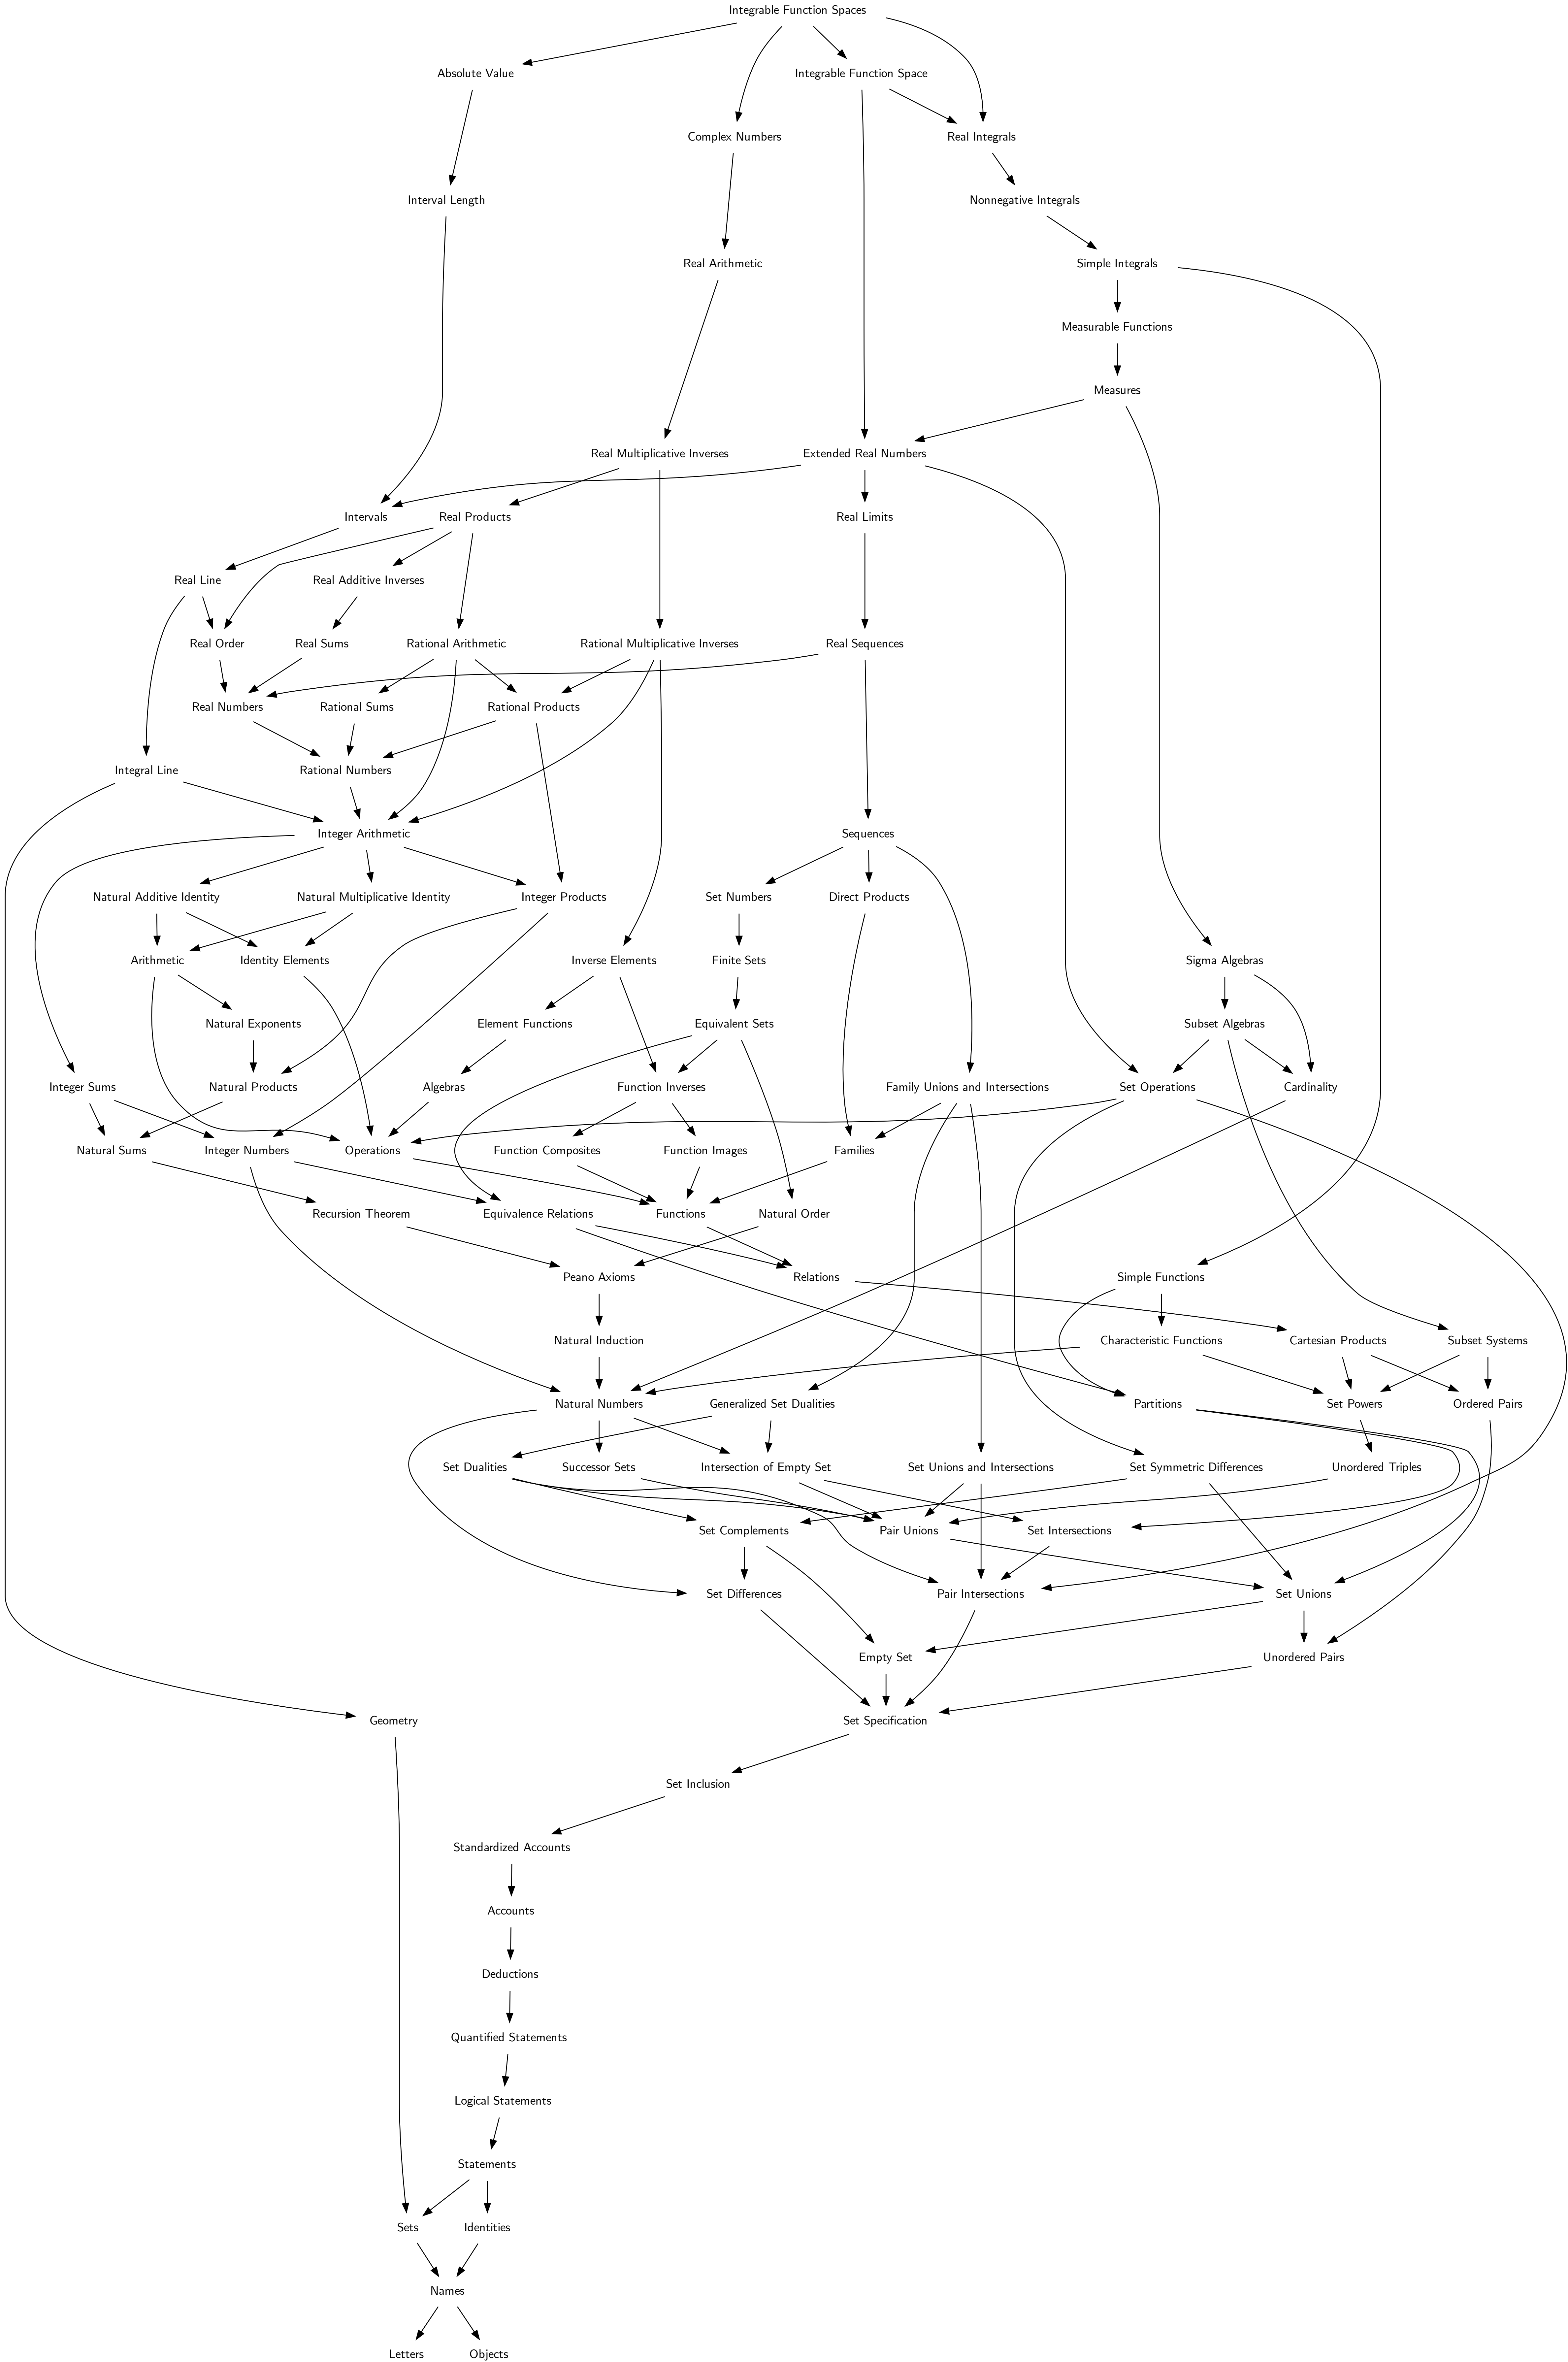 Integrable Function Spaces
Absolute Value
Integrable Function Space
Complex Numbers
Real Integrals
Interval Length
Nonnegative Integrals
Real Arithmetic
Simple Integrals
Measurable Functions
Measures
Real Multiplicative Inverses
Extended Real Numbers
Intervals
Real Products
Real Limits
Real Line
Real Additive Inverses
Real Order
Real Sums
Rational Arithmetic
Rational Multiplicative Inverses
Real Sequences
Real Numbers
Rational Sums
Rational Products
Integral Line
Rational Numbers
Integer Arithmetic
Sequences
Natural Additive Identity
Natural Multiplicative Identity
Integer Products
Set Numbers
Direct Products
Arithmetic
Identity Elements
Inverse Elements
Finite Sets
Sigma Algebras
Natural Exponents
Element Functions
Equivalent Sets
Subset Algebras
Integer Sums
Natural Products
Algebras
Function Inverses
Family Unions and Intersections
Set Operations
Cardinality
Natural Sums
Integer Numbers
Operations
Function Composites
Function Images
Families
Recursion Theorem
Equivalence Relations
Functions
Natural Order
Peano Axioms
Relations
Simple Functions
Natural Induction
Characteristic Functions
Cartesian Products
Subset Systems
Natural Numbers
Generalized Set Dualities
Partitions
Set Powers
Ordered Pairs
Set Dualities
Successor Sets
Intersection of Empty Set
Set Unions and Intersections
Set Symmetric Differences
Unordered Triples
Set Complements
Pair Unions
Set Intersections
Set Differences
Pair Intersections
Set Unions
Empty Set
Unordered Pairs
Geometry
Set Specification
Set Inclusion
Standardized Accounts
Accounts
Deductions
Quantified Statements
Logical Statements
Statements
Sets
Identities
Names
Letters
Objects